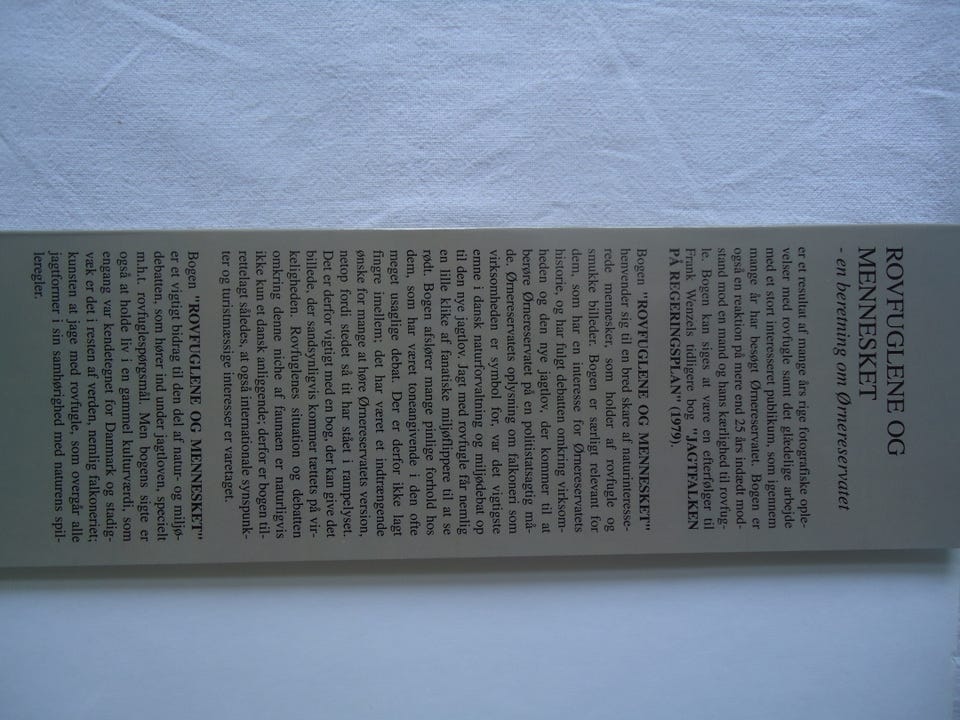 ROVFUGLENE OG
MENNESKET
- en beretning om Ørnereservatet
er et resultat af mange års rige fotografiske ople-
velser med rovfugle samt det glædelige arbejde
med et stort interesseret publikum, som igennem
mange år har besøgt Ørnereservatet. Bogen er
også en reaktion på mere end 25 års indædt mod-
stand mod en mand og hans kærlighed til rovfug-
le. Bogen kan siges at være en efterfølger til
Frank Wenzels tidligere bog "JAGTFALKEN
PÅ REGERINGSPLAN" (1979).
Bogen "ROVFUGLENE OG MENNESKET"
henvender sig til en bred skare af naturinteresse-
rede mennesker, som holder af rovfugle og
smukke billeder. Bogen er særligt relevant for
dem, som har en interesse for Ørnereservatets
historie og har fulgt debatten omkring virksom-
heden og den nye jagtlov, der kommer til at
berøre Ørnereservatet på en politistatsagtig må-
de. Ørnereservatets oplysning om falkoneri som
virksomheden er symbol for, var det vigtigste
emne i dansk naturforvaltning og miljødebat op
til den nye jagtlov. Jagt med rovfugle får nemlig
en lille klike af fanatiske miljøflippere til at se
rødt. Bogen afslører mange pinlige forhold hos
dem, som har været toneangivende i den ofte
meget usaglige debat. Der er derfor ikke lagt
fingre imellem; det har været et indtrængende
ønske for mange at høre Ørnereservatets version,
netop fordi stedet så tit har stået i rampelyset.
Det er derfor vigtigt med en bog, der kan give det
billede, der sandsynligvis kommer tættets på vir-
keligheden. Rovfuglenes situation og debatten
omkring denne niche af faunaen er naturligvis
ikke kun et dansk anliggende; derfor er bogen til-
rettelagt således, at også internationale synspunk-
ter og turistmæssige interesser er varetaget.
Bogen "ROVFUGLENE OG MENNESKET"
er et vigtigt bidrag til den del af natur- og miljø-
debatten, som hører ind under jagtloven, specielt
m.h.t. rovfuglespørgsmål. Men bogens sigte er
også at holde liv i en gammel kulturværdi, som
engang var kendetegnet for Danmark og stadig-
væk er det i resten af verden, nemlig falkoneriet;
kunsten at jage med rovfugle, som overgår alle
jagtformer i sin samhørighed med naturens spil-
leregler.